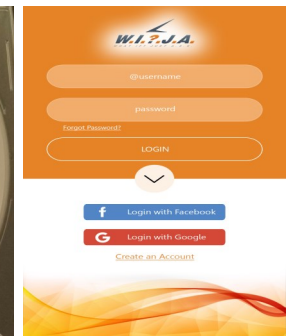 W.I.?.J.A.
@username
password
Forgot Password?
LOGIN
f Login with Facebook
G Login with Google
Create an Account